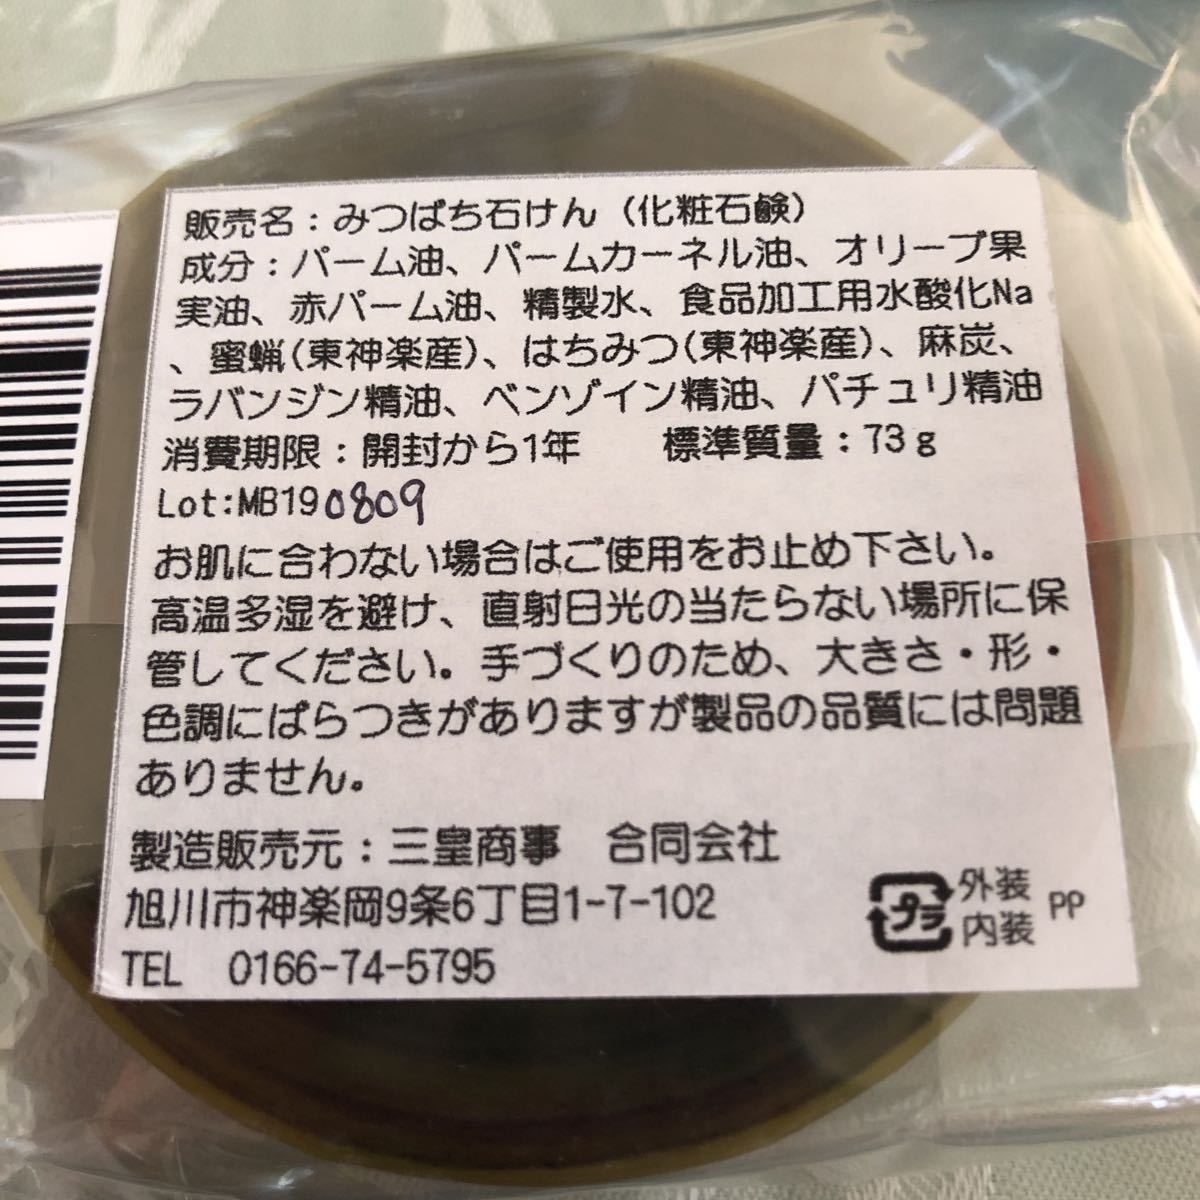 販売名：みつばち石けん（化粧石鹸）
成分：パーム油、パームカーネル油、オリーブ果
実油、赤パーム油、精製水、食品加工用水酸化Na
、蜜蝋（東神楽産）、はちみつ（東神楽産）、麻炭、
ラバンジン精油、ベンゾイン精油、パチュリ精油
消費期限：開封から1年　標準質量：73ｇ
Lot:MB190809
お肌に合わない場合はご使用をお止め下さい。
高温多湿を避け、直射日光の当たらない場所に保
管してください。手づくりのため、大きさ・形・
色調にばらつきがありますが製品の品質には問題
ありません。
製造販売元：三皇商事　合同会社
旭川市神楽岡9条6丁目1-7-102
TEL　0166-74-5795
プラ 外装 PP
内装